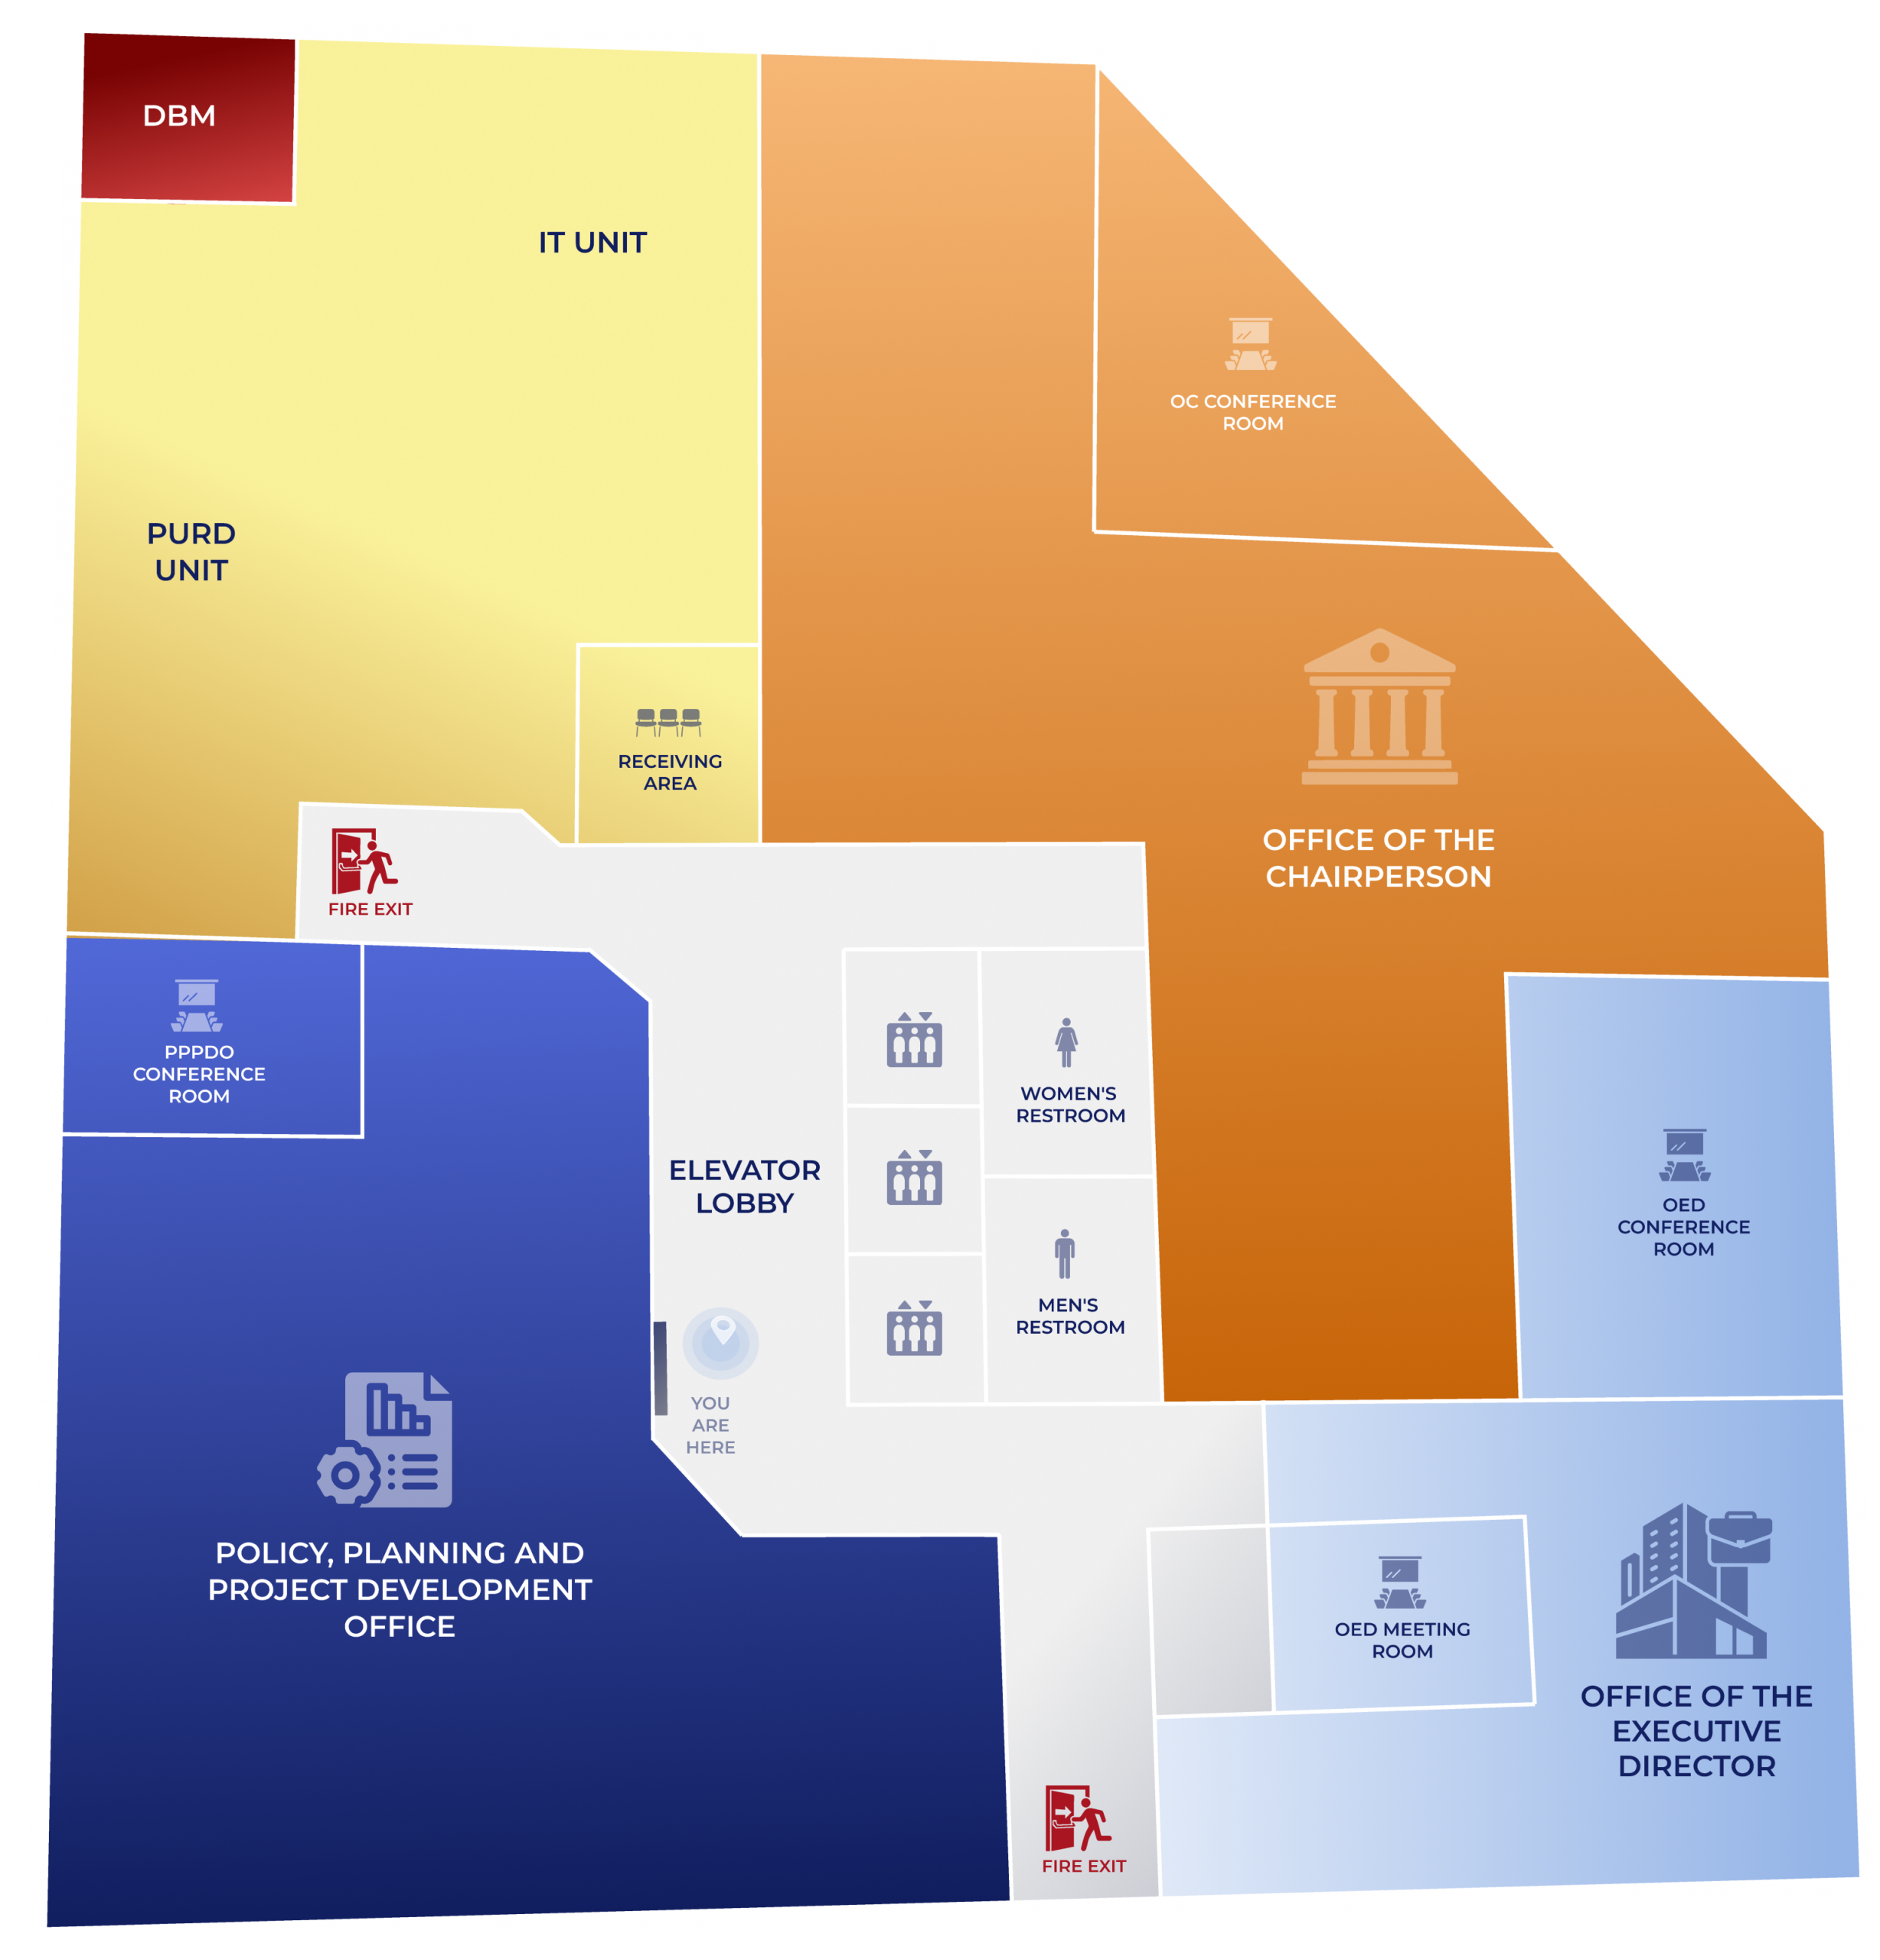 DBM
IT UNIT
OC CONFERENCE
ROOM
PURD
UNIT
RECEIVING
AREA
OFFICE OF THE
CHAIRPERSON
FIRE EXIT
PPPDO
CONFERENCE
ROOM
WOMEN'S
RESTROOM
ELEVATOR
LOBBY
OED
CONFERENCE
ROOM
MEN'S
RESTROOM
YOU
ARE
HERE
POLICY, PLANNING AND
PROJECT DEVELOPMENT
OFFICE
OED MEETING
ROOM
OFFICE OF THE
EXECUTIVE
DIRECTOR
FIRE EXIT